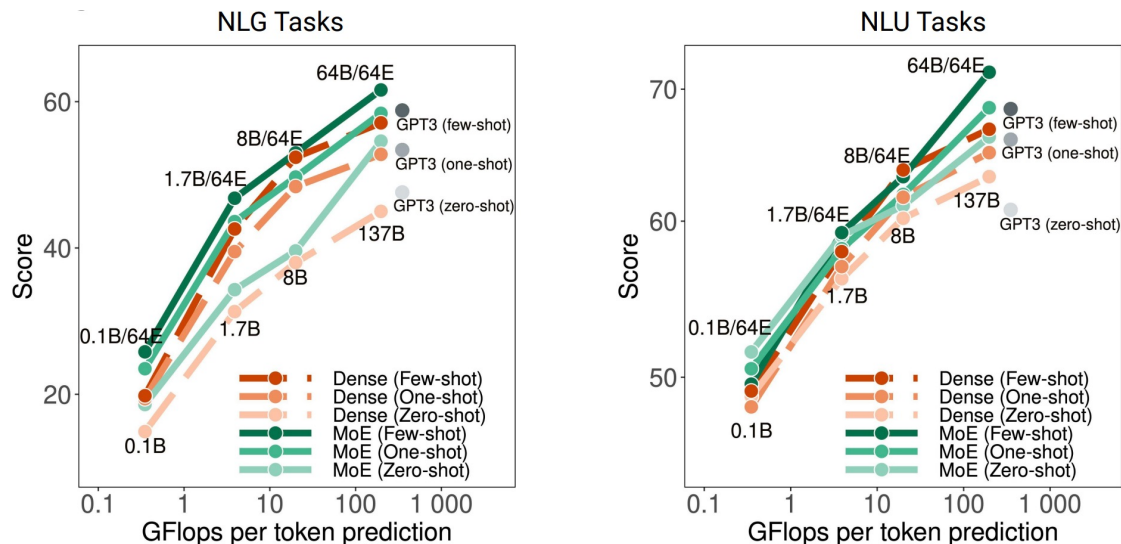 NLG Tasks
64B/64E
60
GPT3 (few-shot)
8B/64E
GPT3 (one-shot)
1.7B/64E
GPT3 (zero-shot)
137B
40
Score
8B
0.1B/64E
1.7B
Dense (Few-shot)
20
Dense (One-shot)
Dense (Zero-shot)
0.1B
MoE (Few-shot)
MoE (One-shot)
MoE (Zero-shot)
0.1 1 10 100 1 000
GFlops per token prediction
NLU Tasks
64B/64E
70
GPT3 (few-shot)
8B/64E
GPT3 (one-shot)
137B
1.7B/64E
GPT3 (zero-shot)
60
8B
Score
1.7B
0.1B/64E
50
Dense (Few-shot)
Dense (One-shot)
Dense (Zero-shot)
0.1B
MoE (Few-shot)
MoE (One-shot)
MoE (Zero-shot)
0.1 1 10 100 1 000
GFlops per token prediction